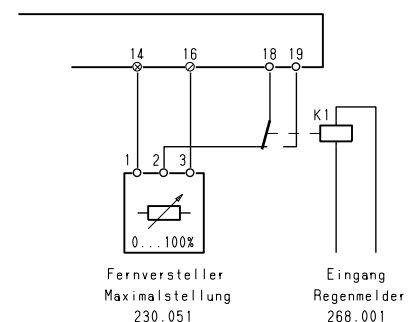 14 16 18 19
K1
1 2 3
0...100%
Fernversteller
Maximalstellung
230.051
Eingang
Regenmelder
268.001